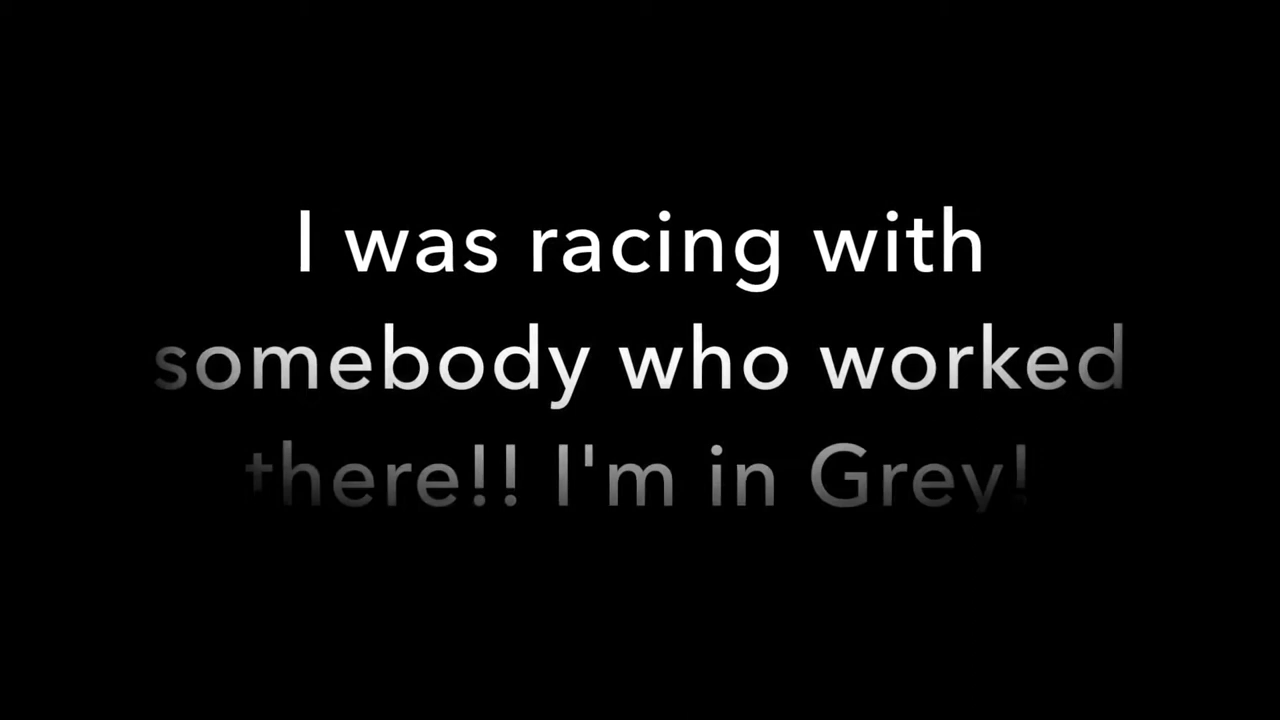 I was racing with
somebody who worked
there!! I'm in Grey!